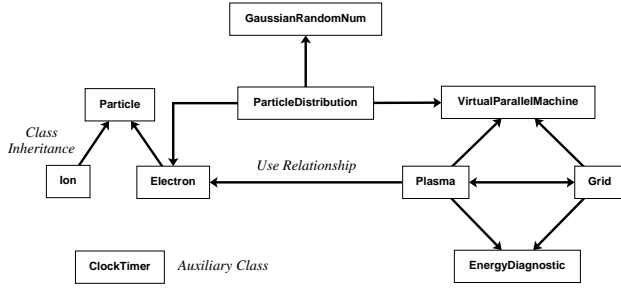 GaussianRandomNum
Particle
ParticleDistribution
VirtualParallelMachine
Class
Inheritance
Use Relationship
Ion
Electron
Plasma
Grid
ClockTimer
Auxiliary Class
EnergyDiagnostic